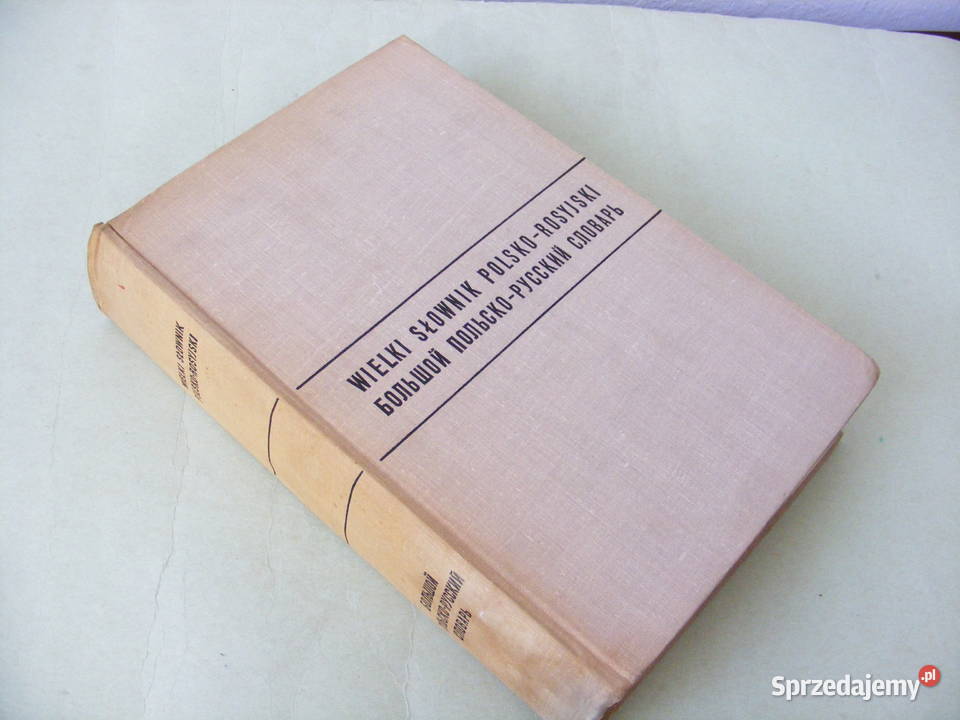 WIELKI SŁOWNIK POLSKO-ROSYJSKI
БОЛЬШОЙ ПОЛЬСКО-РУССКИЙ СЛОВАРЬ
WIELKI SŁOWNIK
POLSKO-ROSYJSKI
БОЛЬШОЙ
ПОЛЬСКО-РУССКИЙ
СЛОВАРЬ
Sprzedajemy.pl